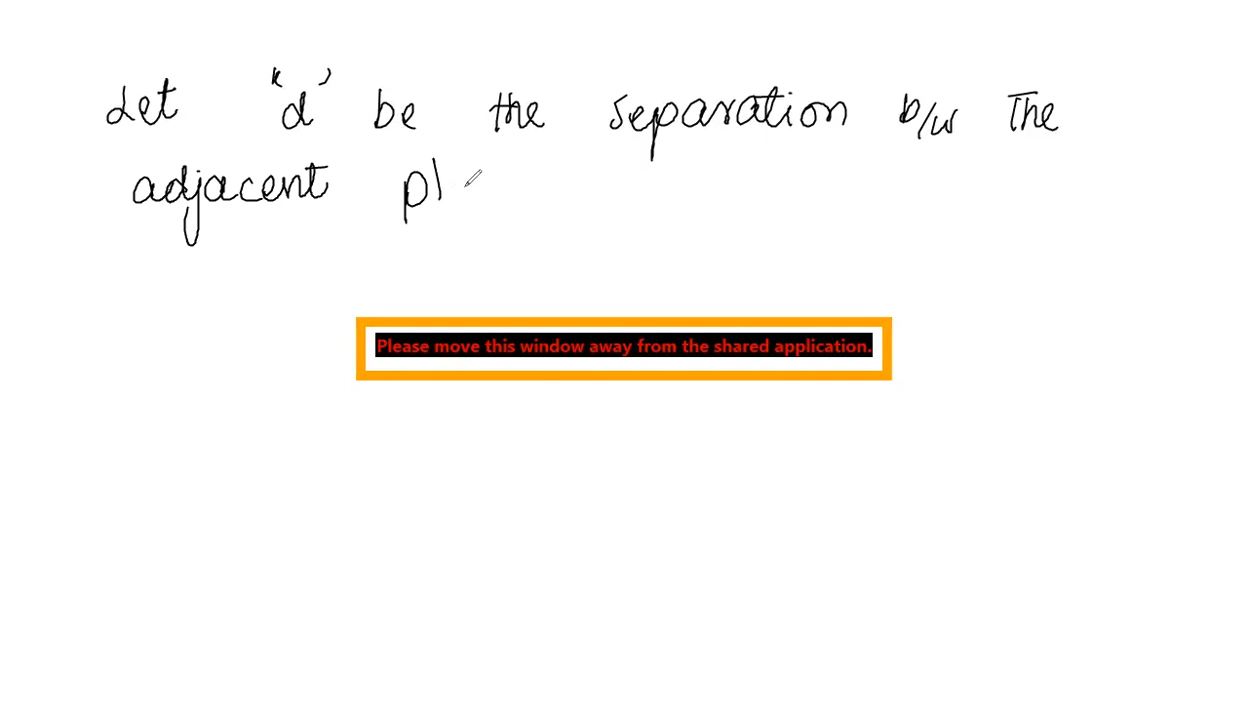 Let "d' be the separation b/w The
adjacent pl
Please move this window away from the shared application.